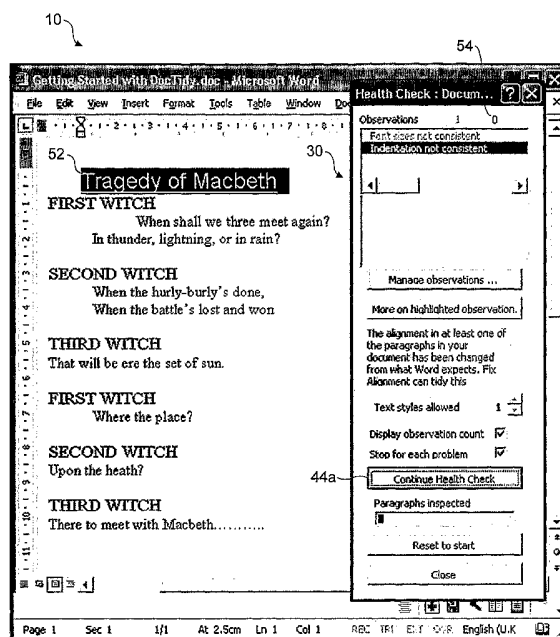 10
54
Getting Started with DocTidy.doc - Microsoft Word
File Edit View Insert Format Tools Table Window
30
52
Tragedy of Macbeth
FIRST WITCH
When shall we three meet again?
In thunder, lightning, or in rain?
SECOND WITCH
When the hurly-burly's done,
When the battle's lost and won
THIRD WITCH
That will be ere the set of sun.
FIRST WITCH
Where the place?
SECOND WITCH
Upon the heath?
THIRD WITCH
There to meet with Macbeth...........
Health Check : Docum...
Observations 1 0
Font sizes not consistent
Indentation not consistent
Manage observations ...
More on highlighted observation.
The alignment in at least one of
the paragraphs in your
document has been changed
from what Word expects. Fix
Alignment can tidy this
Text styles allowed 1
Display observation count
Stop for each problem
44a
Continue Health Check
Paragraphs inspected
Reset to start
Close
Page 1 Sec 1 1/1 At 2.5cm Ln 1 Col 1 REC English (U.K